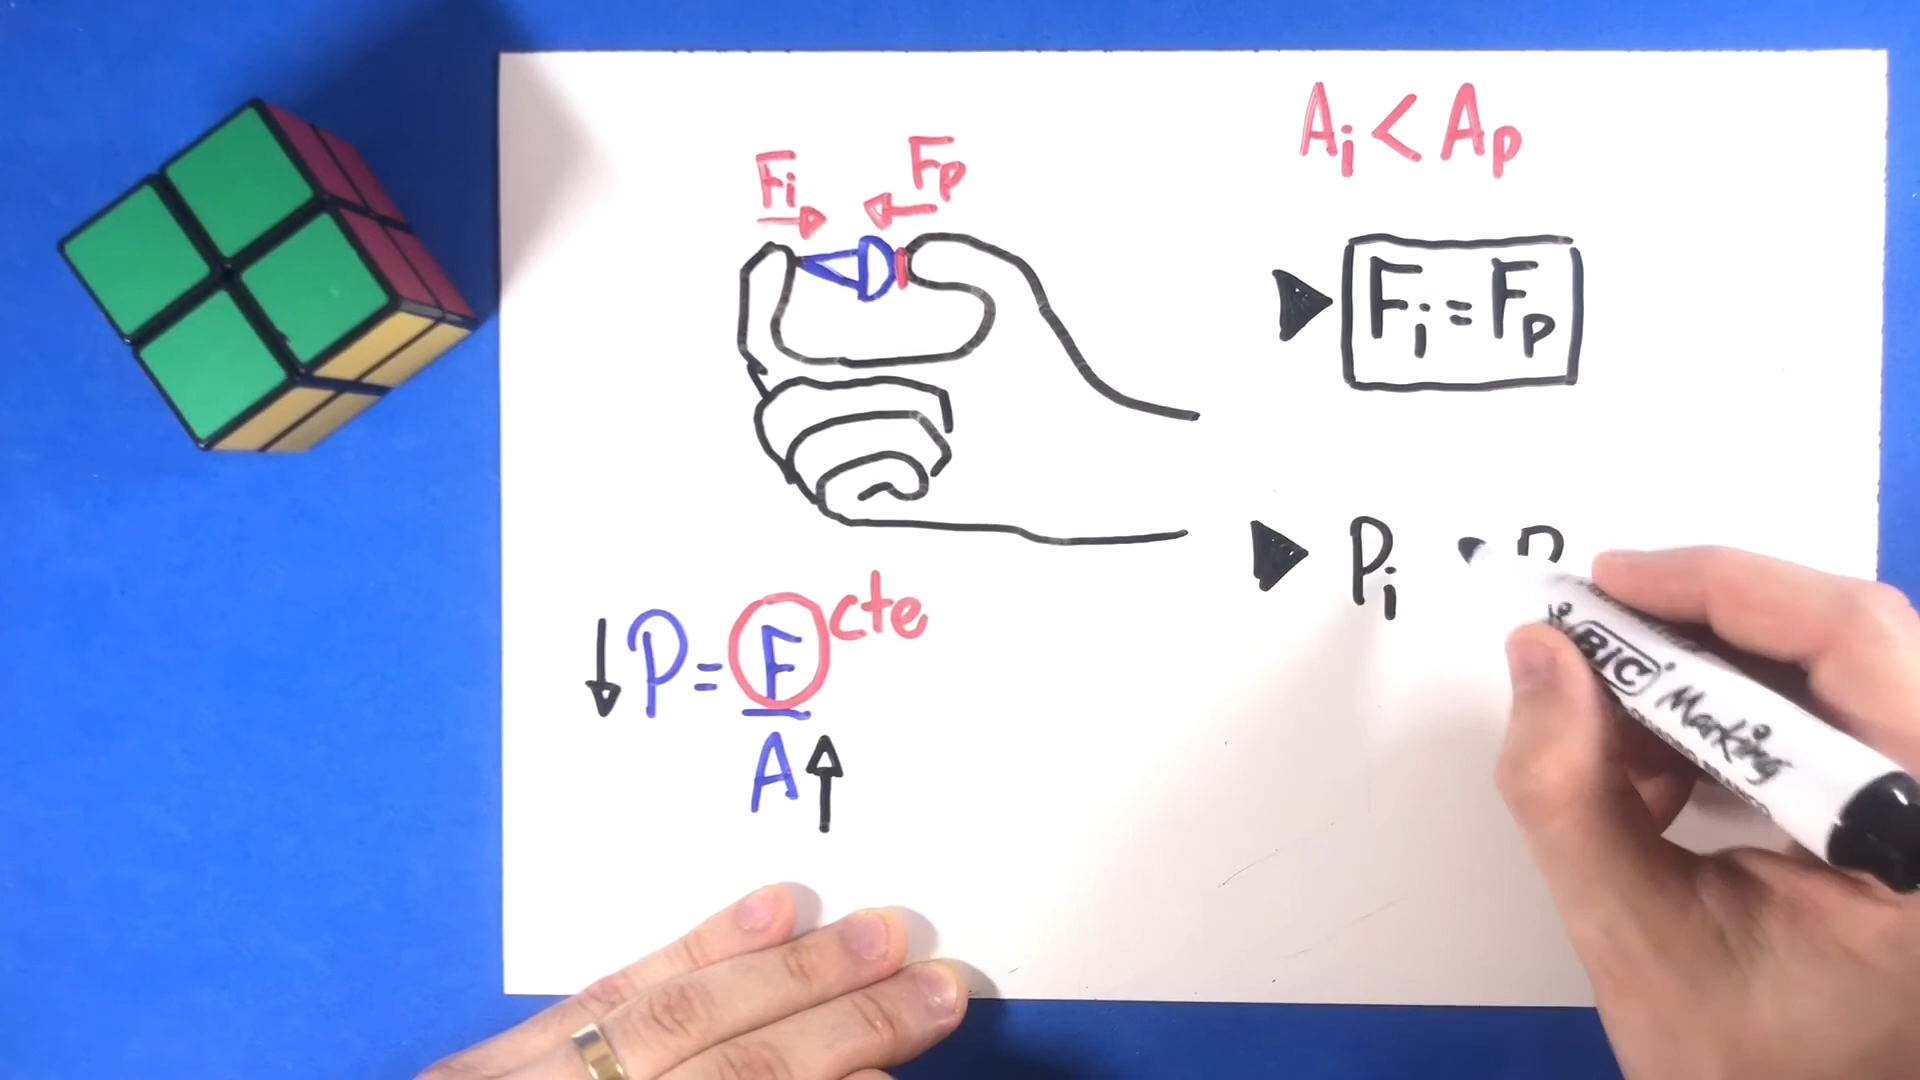 Ai < Ap
Fi
Fp
Fi = Fp
Pi
P = F cte
A
BIC Marking